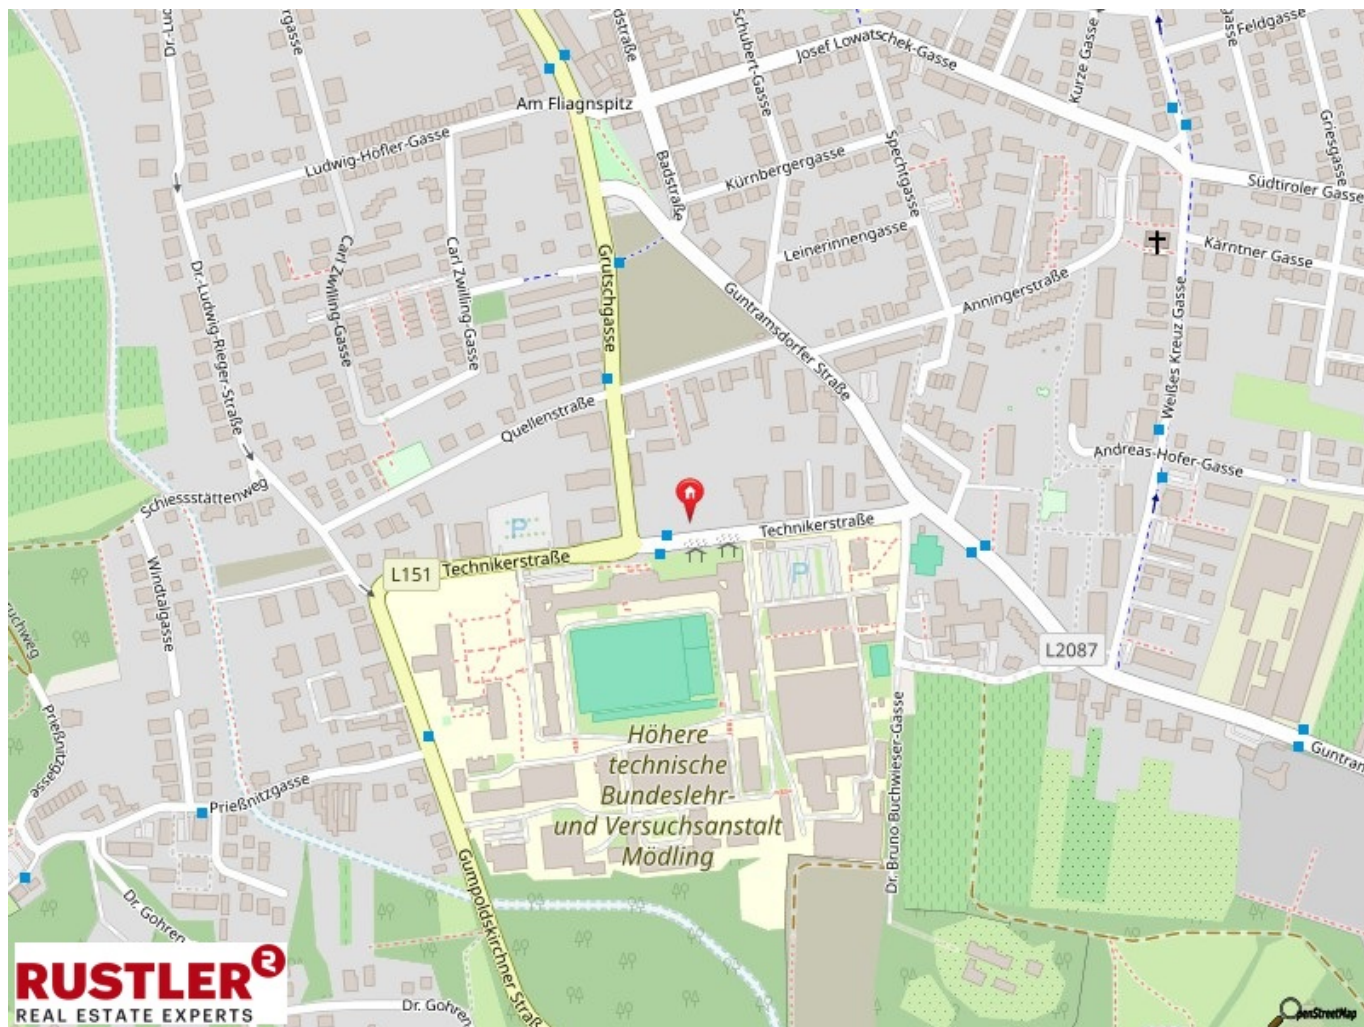 Feldgasse
Kurze Gasse
Josef Lowatschek-Gasse
Schubert-Gasse
Am Fliagnspitz
Griesgasse
Ludwig-Höfler-Gasse
Badstraße
Kürnbergergasse
Spechtgasse
Südtiroler Gasse
Kärntner Gasse
Leinerinnengasse
Carl Zwilling-Gasse
Carl Zwilling-Gasse
Grutschgasse
Dr.-Ludwig-Rieger-Straße
Guntramsdorfer Straße
Anningerstraße
Weißes Kreuz Gasse
Quellenstraße
Andreas-Hofer-Gasse
Schiessstättenweg
P
Technikerstraße
Technikerstraße
L151
P
Windtalgasse
L2087
Prießnitzgasse
Prießnitzgasse
Höhere
technische
Bundeslehr-
und Versuchsanstalt
Mödling
Dr. Bruno Buchwieser-Gasse
Guntram
Gumpoldskirchner Straße
Dr. Gohren
Dr. Gohren
RUSTLER
REAL ESTATE EXPERTS
OpenStreetMap